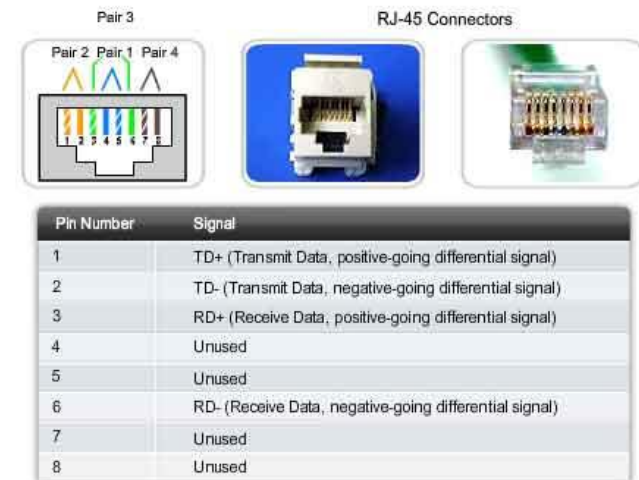 Pair 3
RJ-45 Connectors
Pair 2 Pair 1 Pair 4
1 2 3 4 5 6 7 8
Pin Number Signal
1 TD+ (Transmit Data, positive-going differential signal)
2 TD- (Transmit Data, negative-going differential signal)
3 RD+ (Receive Data, positive-going differential signal)
4 Unused
5 Unused
6 RD- (Receive Data, negative-going differential signal)
7 Unused
8 Unused